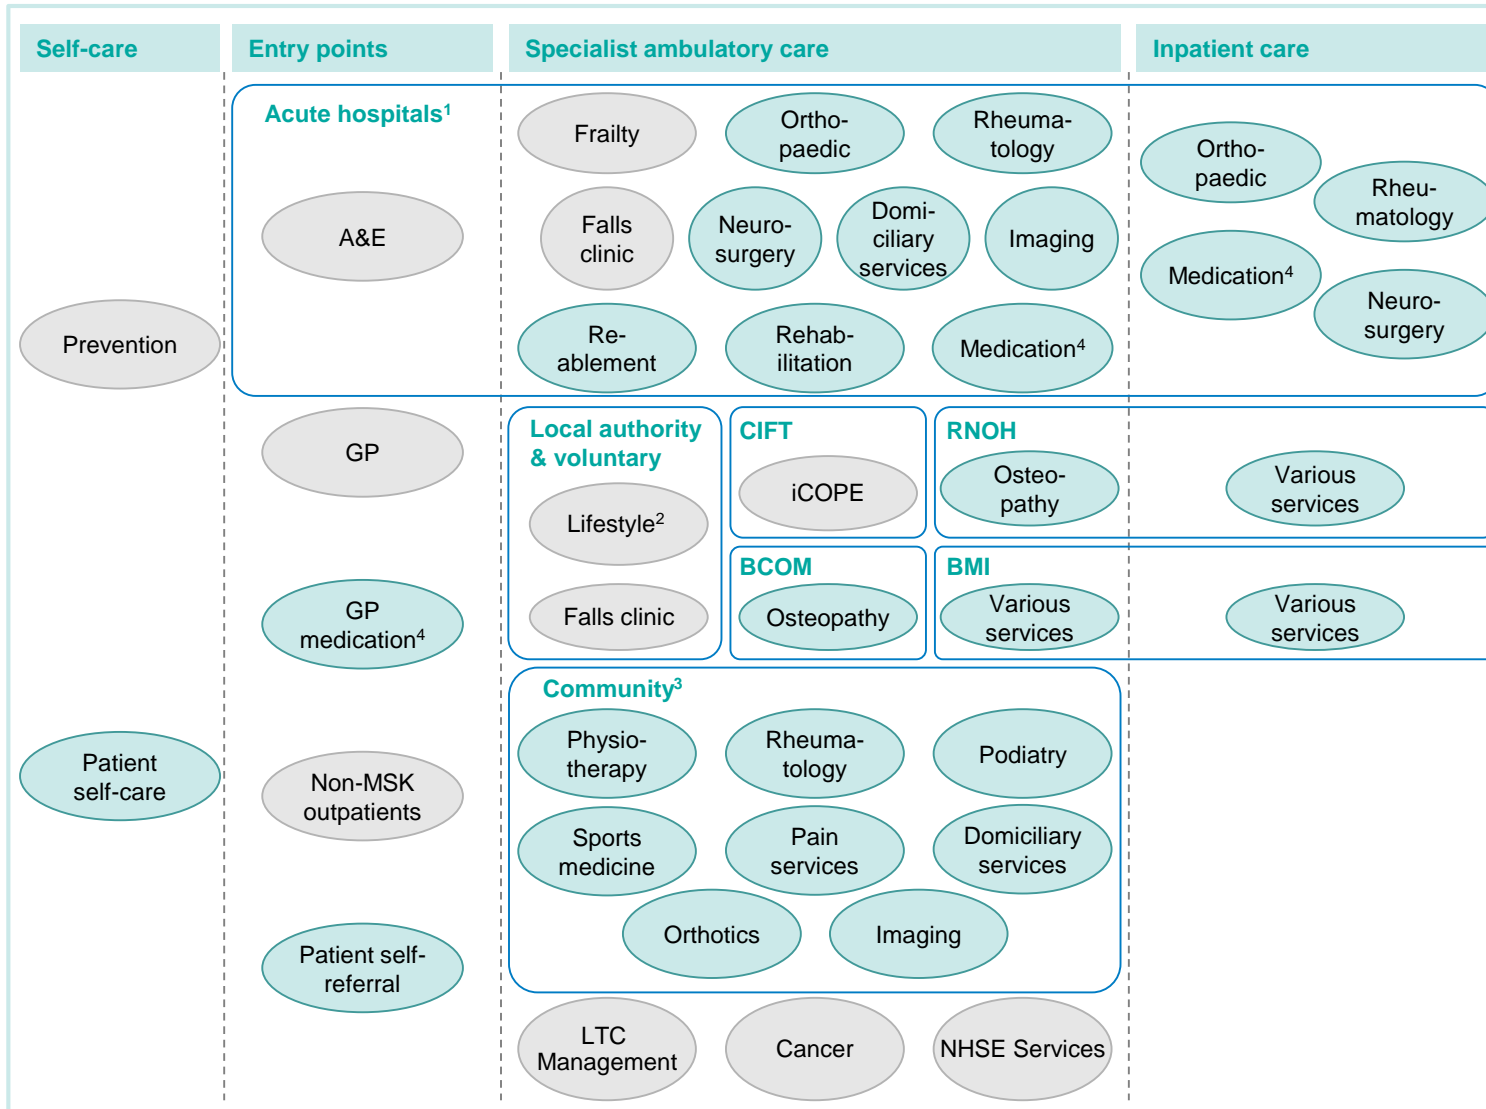 Self-care
Entry points
Specialist ambulatory care
Inpatient care
Acute hospitals¹
Frailty
Ortho-
paedic
Rheuma-
tology
Ortho-
paedic
Rheu-
matology
A&E
Falls
clinic
Neuro-
surgery
Domi-
ciliary
services
Imaging
Medication⁴
Neuro-
surgery
Prevention
Re-
ablement
Rehab-
ilitation
Medication⁴
GP
Local authority
& voluntary
CIFT
RNOH
Lifestyle²
iCOPE
Osteo-
pathy
Various
services
GP
medication⁴
Falls clinic
BCOM
Osteopathy
BMI
Various
services
Various
services
Community³
Patient
self-care
Non-MSK
outpatients
Physio-
therapy
Rheuma-
tology
Podiatry
Sports
medicine
Pain
services
Domiciliary
services
Orthotics
Imaging
Patient self-
referral
LTC
Management
Cancer
NHSE Services